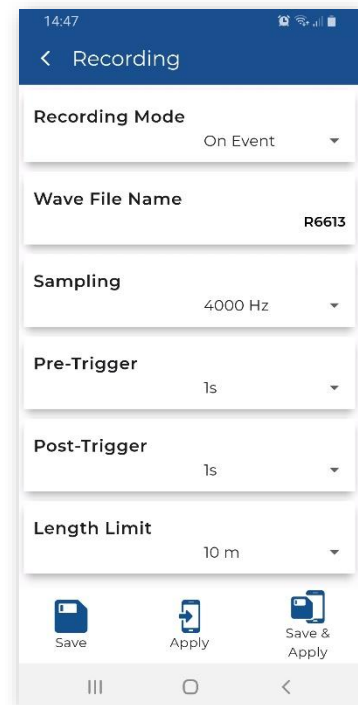 14:47
Recording
Recording Mode
On Event
Wave File Name
R6613
Sampling
4000 Hz
Pre-Trigger
1s
Post-Trigger
1s
Length Limit
10 m
Save
Apply
Save &
Apply